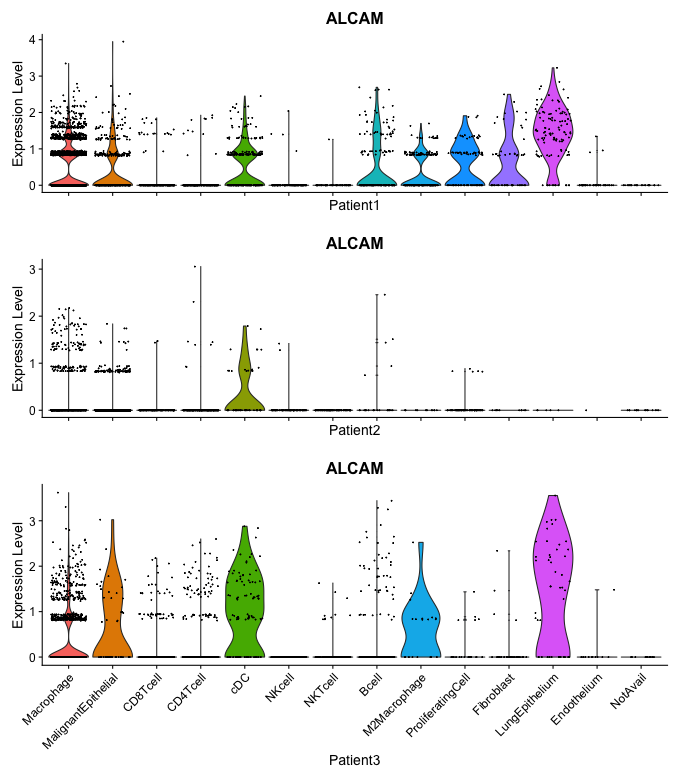 ALCAM
Expression Level
4
3
2
1
0
Patient1
ALCAM
Expression Level
3
2
1
0
Patient2
ALCAM
Expression Level
3
2
1
0
Macrophage
MalignantEpithelial
CD8Tcell
CD4Tcell
cDC
NKcell
NKTcell
Bcell
M2Macrophage
ProliferatingCell
Fibroblast
LungEpithelium
Endothelium
NotAvail
Patient3